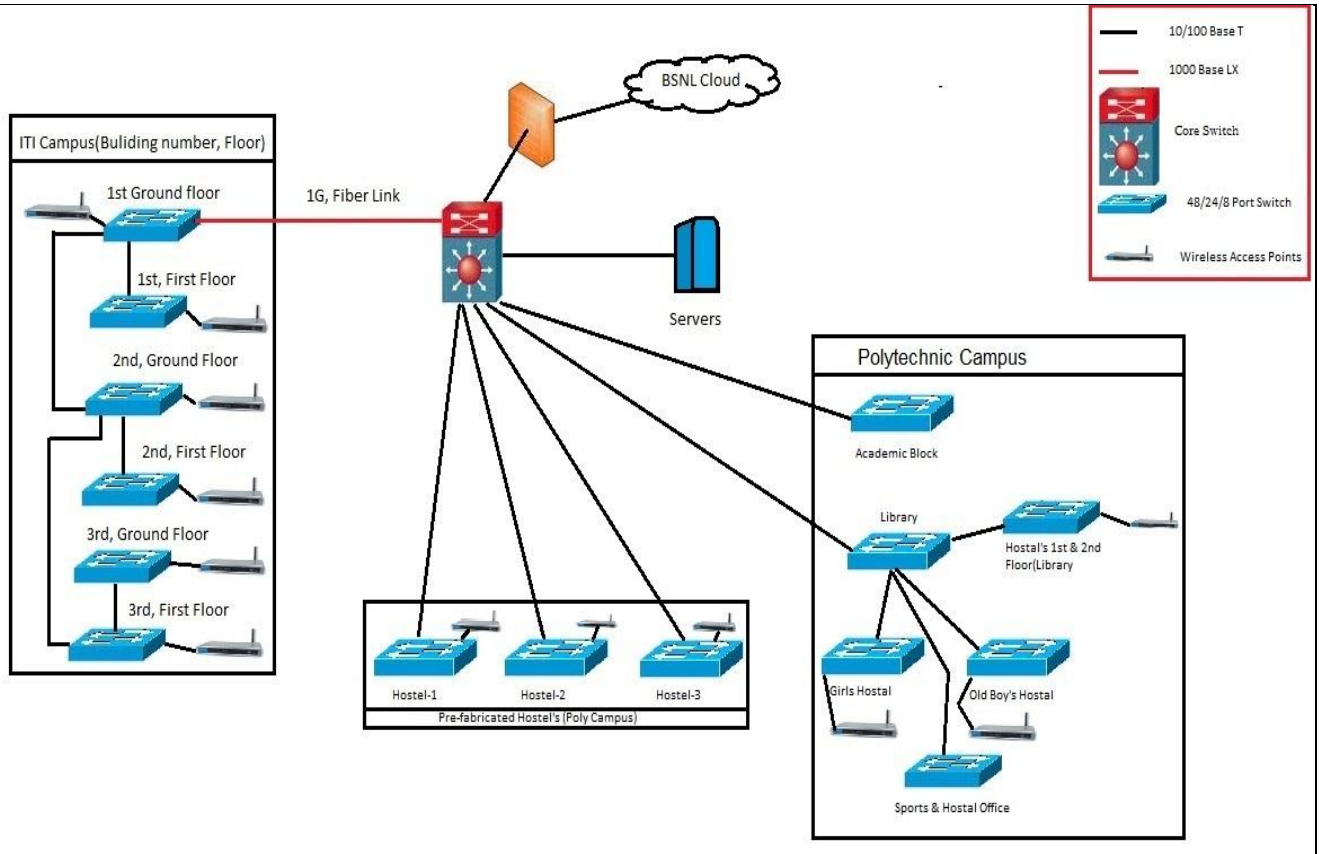 10/100 Base T
1000 Base LX
Core Switch
48/24/8 Port Switch
Wireless Access Points
BSNL Cloud
ITI Campus(Buliding number, Floor)
1st Ground floor
1G, Fiber Link
1st, First Floor
2nd, Ground Floor
2nd, First Floor
3rd, Ground Floor
3rd, First Floor
Servers
Polytechnic Campus
Academic Block
Library
Hostal's 1st & 2nd
Floor(Library
Girls Hostal
Old Boy's Hostal
Sports & Hostal Office
Hostel-1
Hostel-2
Hostel-3
Pre-fabricated Hostel's (Poly Campus)